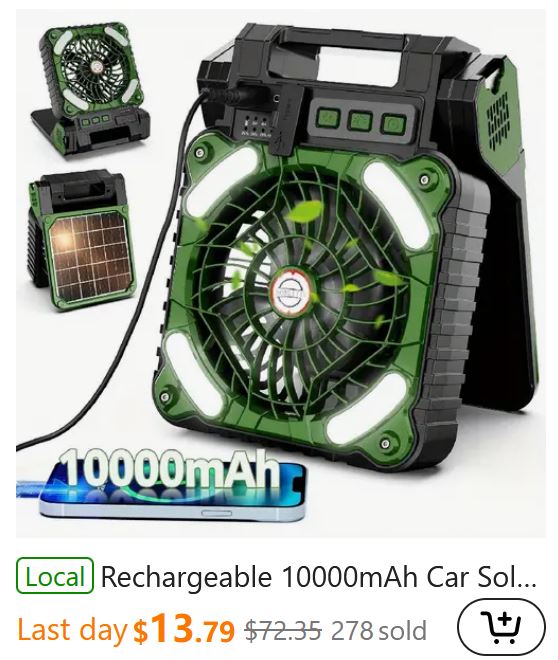 10000mAh
Local Rechargeable 10000mAh Car Sol...
Last day $13.79 $72.35 278 sold